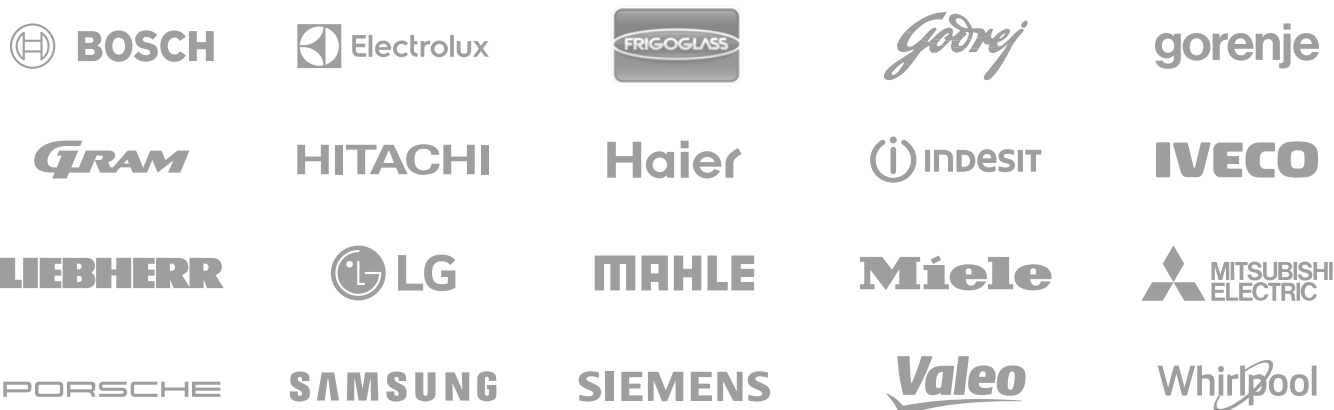 BOSCH
Electrolux
FRIGOGLASS
Godrej
gorenje
GRAM
HITACHI
Haier
iNDeSIT
IVECO
LIEBHERR
LG
MAHLE
Miele
MITSUBISHI
ELECTRIC
PORSCHE
SAMSUNG
SIEMENS
Valeo
Whirlpool